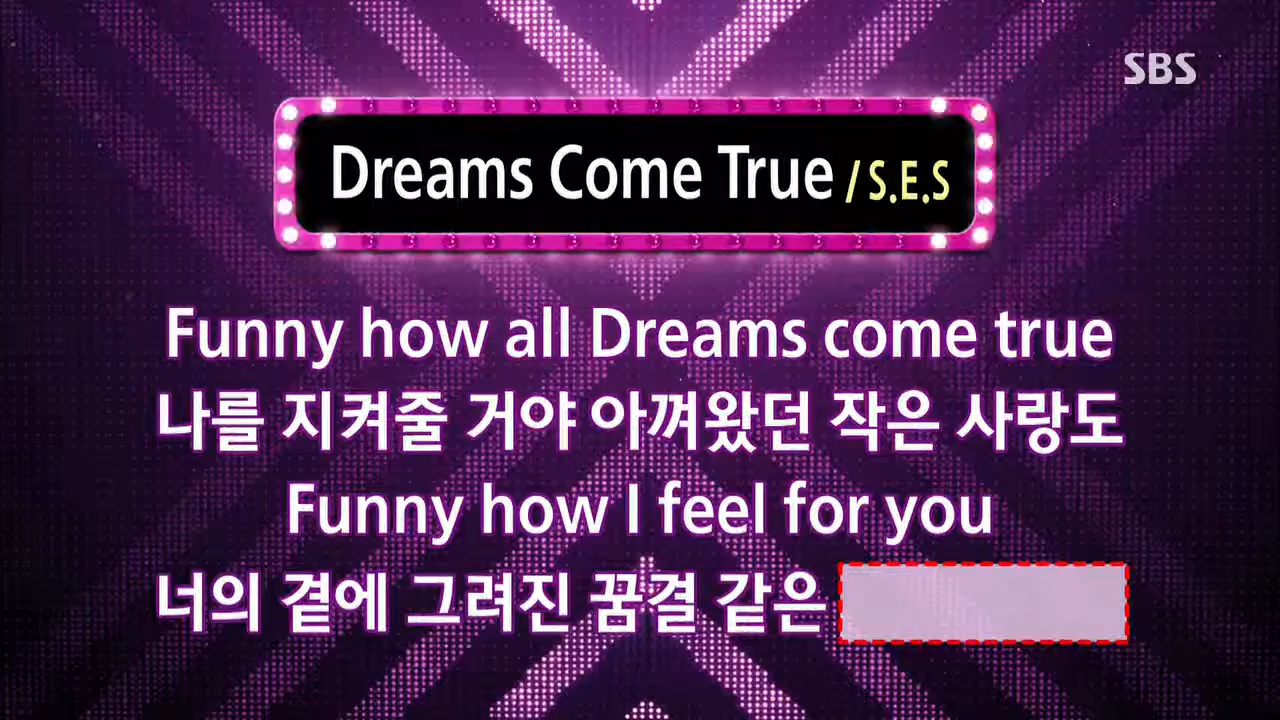 SBS
Dreams Come True / S.E.S
Funny how all Dreams come true
나를 지켜줄 거야 아껴왔던 작은 사랑도
Funny how I feel for you
너의 곁에 그려진 꿈결 같은